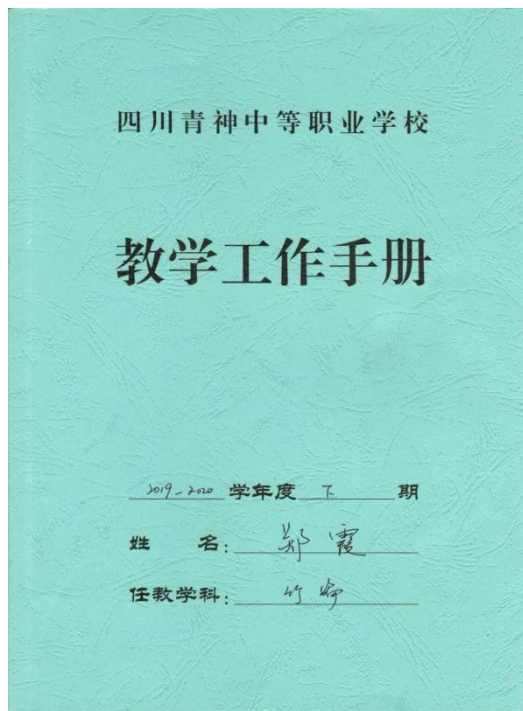 四川青神中等职业学校
教学工作手册
2019-2020 学年度 下 期
姓 名: 郑霞
任教学科: 竹编